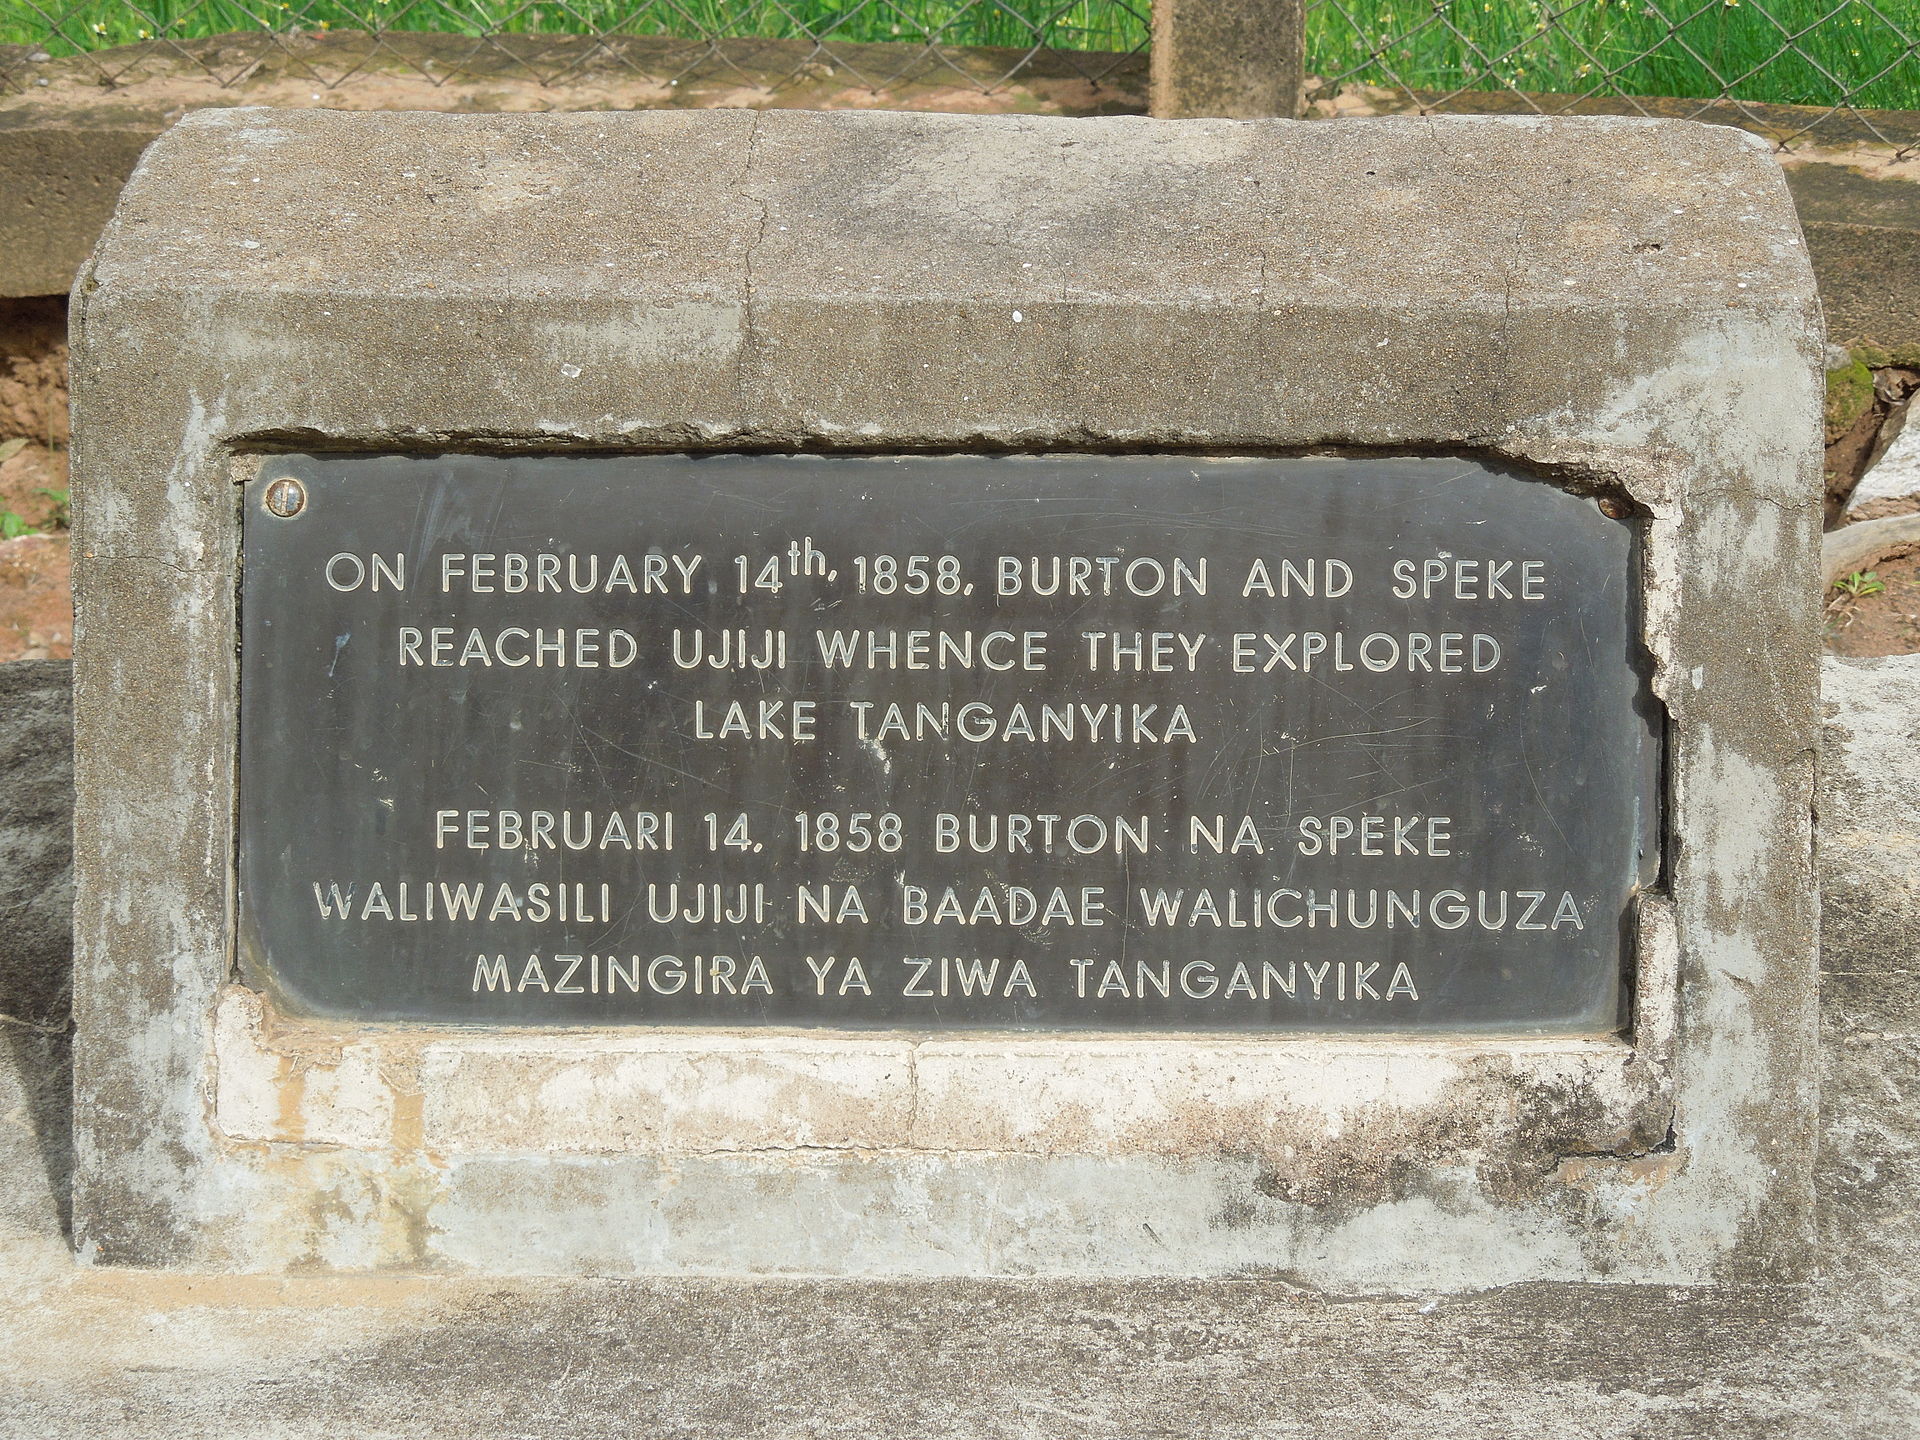 ON FEBRUARY 14th, 1858, BURTON AND SPEKE
REACHED UJIJI WHENCE THEY EXPLORED
LAKE TANGANYIKA
FEBRUARI 14, 1858 BURTON NA SPEKE
WALIWASILI UJIJI NA BAADAE WALICHUNGUZA
MAZINGIRA YA ZIWA TANGANYIKA